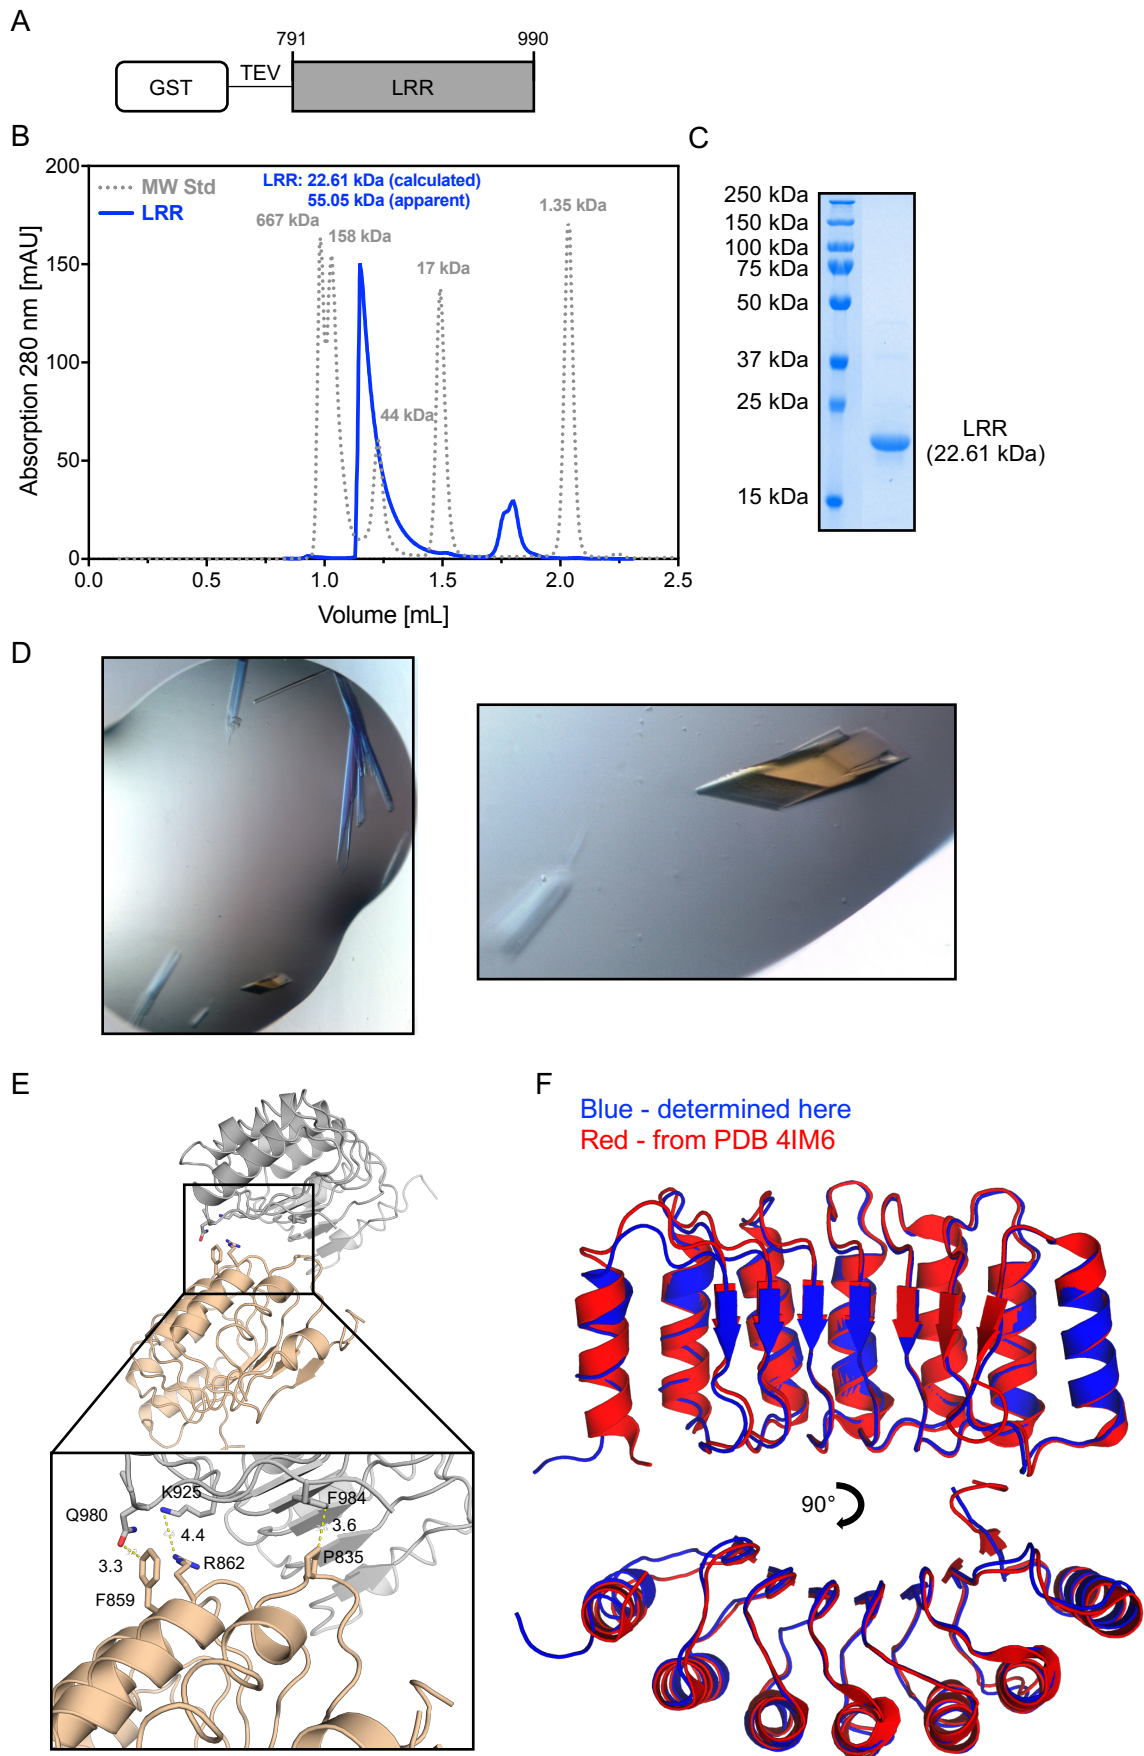 A
791
990
GST
TEV
LRR
B
200
150
100
50
0
Absorption 280 nm [mAU]
MW Std
LRR
LRR: 22.61 kDa (calculated)
55.05 kDa (apparent)
667 kDa
158 kDa
44 kDa
17 kDa
1.35 kDa
0.0
0.5
1.0
1.5
2.0
2.5
Volume [mL]
C
250 kDa
150 kDa
100 kDa
75 kDa
50 kDa
37 kDa
25 kDa
15 kDa
LRR
(22.61 kDa)
D
E
K925
F984
Q980
4.4
3.6
3.3
R862
P835
F859
F
Blue - determined here
Red - from PDB 4IM6
90°